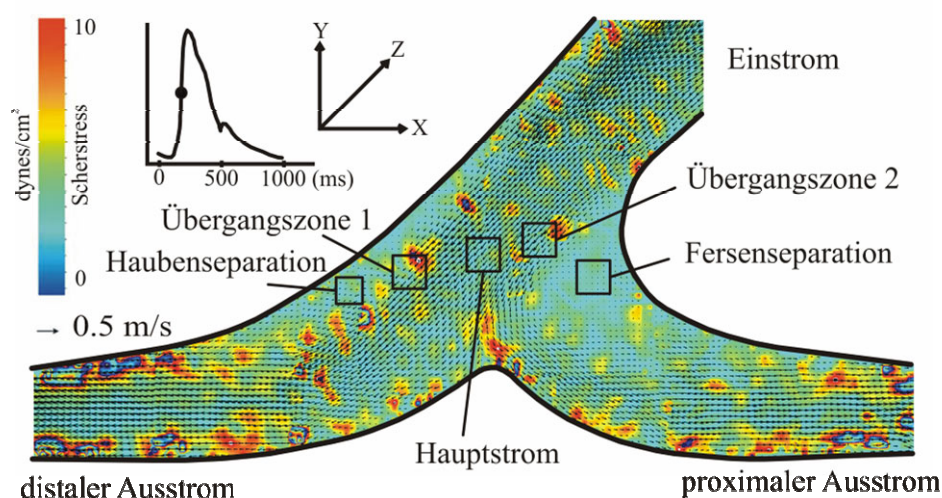 10
dynes/cm²
Scherstress
0
→ 0.5 m/s
0 500 1000 (ms)
Y
Z
X
Einstrom
Übergangszone 2
Fersenseparation
Übergangszone 1
Haubenseparation
Hauptstrom
distaler Ausstrom
proximaler Ausstrom